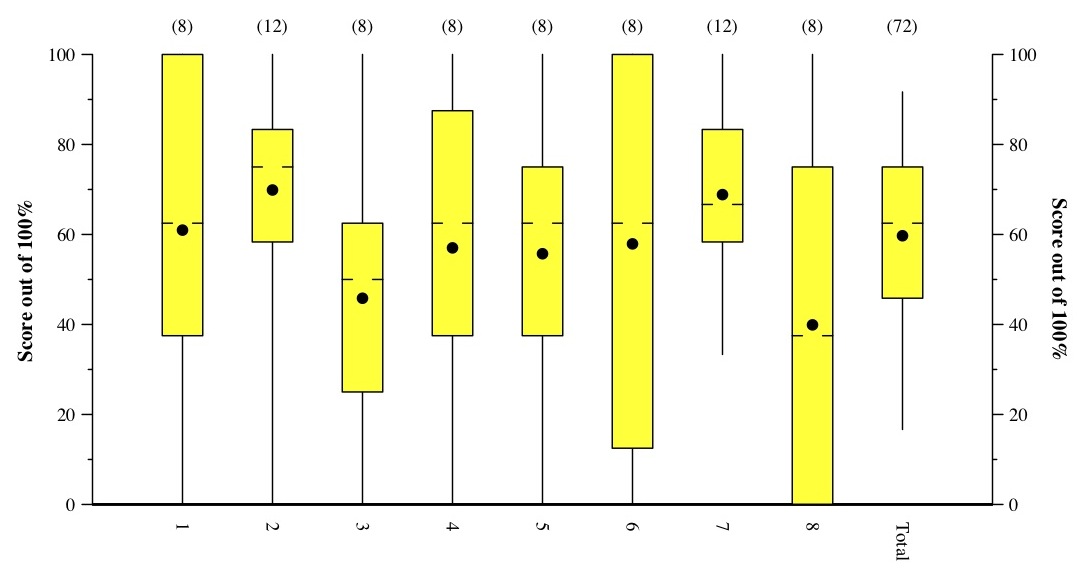 (8) (12) (8) (8) (8) (8) (12) (8) (72)
100 100
80 80
60 60
40 40
20 20
0 0
Score out of 100%
Score out of 100%
1 2 3 4 5 6 7 8 Total